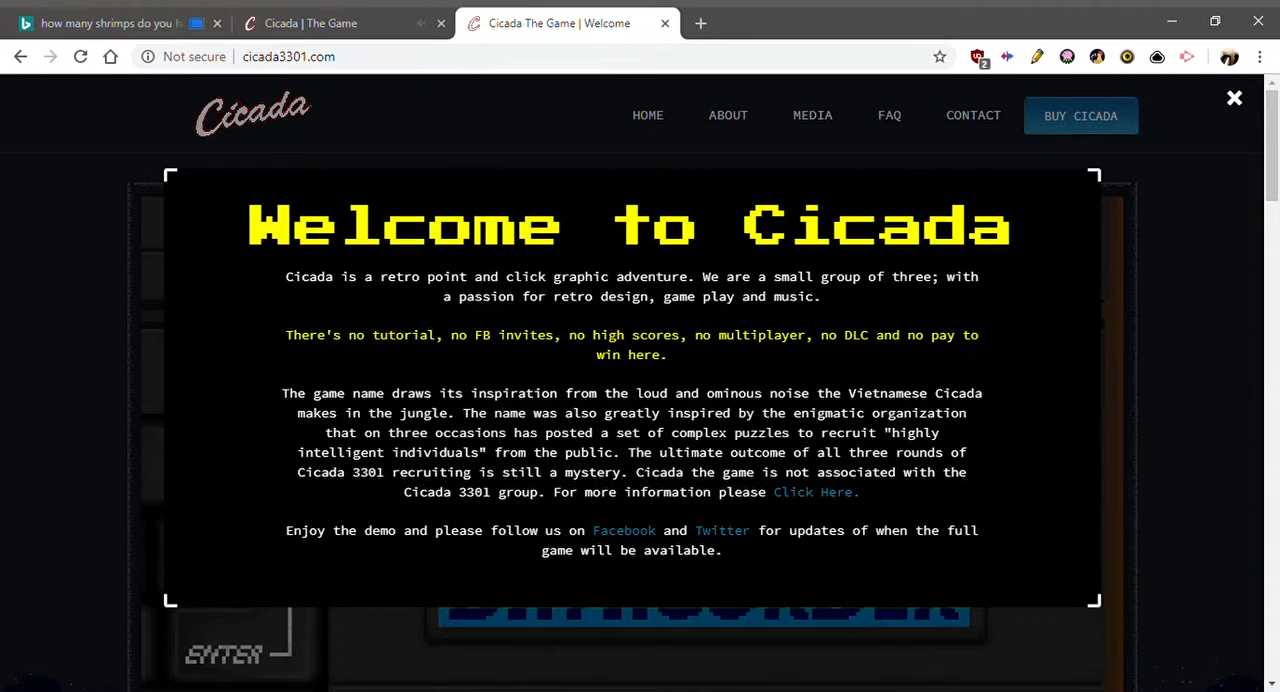 how many shrimps do you h
Cicada | The Game
Cicada The Game | Welcome
Not secure
cicada3301.com
2
Cicada
HOME
ABOUT
MEDIA
FAQ
CONTACT
BUY CICADA
Welcome to Cicada
Cicada is a retro point and click graphic adventure. We are a small group of three; with
a passion for retro design, game play and music.
There's no tutorial, no FB invites, no high scores, no multiplayer, no DLC and no pay to
win here.
The game name draws its inspiration from the loud and ominous noise the Vietnamese Cicada
makes in the jungle. The name was also greatly inspired by the enigmatic organization
that on three occasions has posted a set of complex puzzles to recruit "highly
intelligent individuals" from the public. The ultimate outcome of all three rounds of
Cicada 3301 recruiting is still a mystery. Cicada the game is not associated with the
Cicada 3301 group. For more information please Click Here.
Enjoy the demo and please follow us on Facebook and Twitter for updates of when the full
game will be available.
ENTER